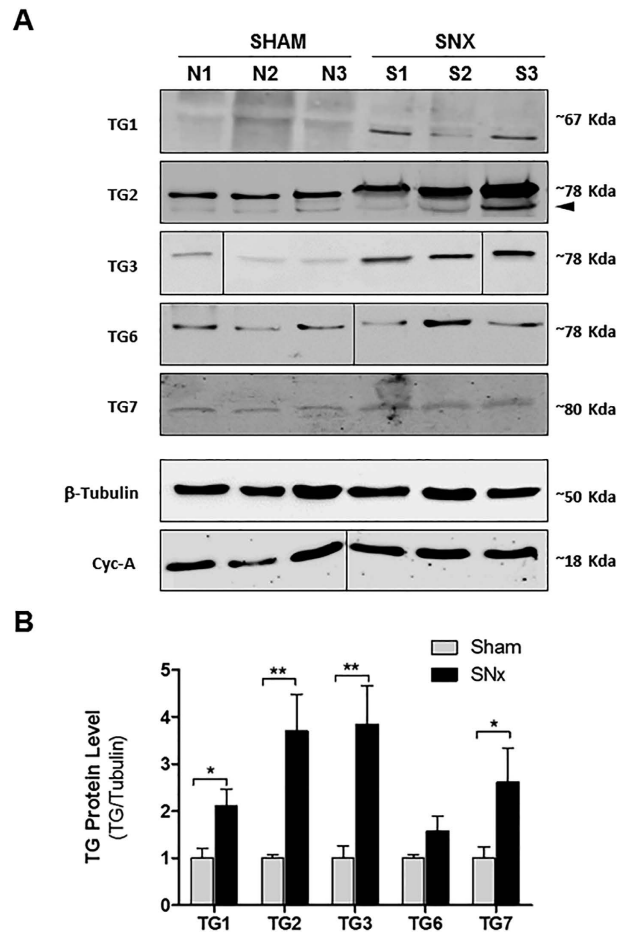 A
SHAM SNX
N1 N2 N3 S1 S2 S3
TG1 ~67 Kda
TG2 ~78 Kda
TG3 ~78 Kda
TG6 ~78 Kda
TG7 ~80 Kda
β-Tubulin ~50 Kda
Cyc-A ~18 Kda
B
Sham
SNx
TG Protein Level
(TG/Tubulin)
5
4
3
2
1
0
* ** ** *
TG1 TG2 TG3 TG6 TG7